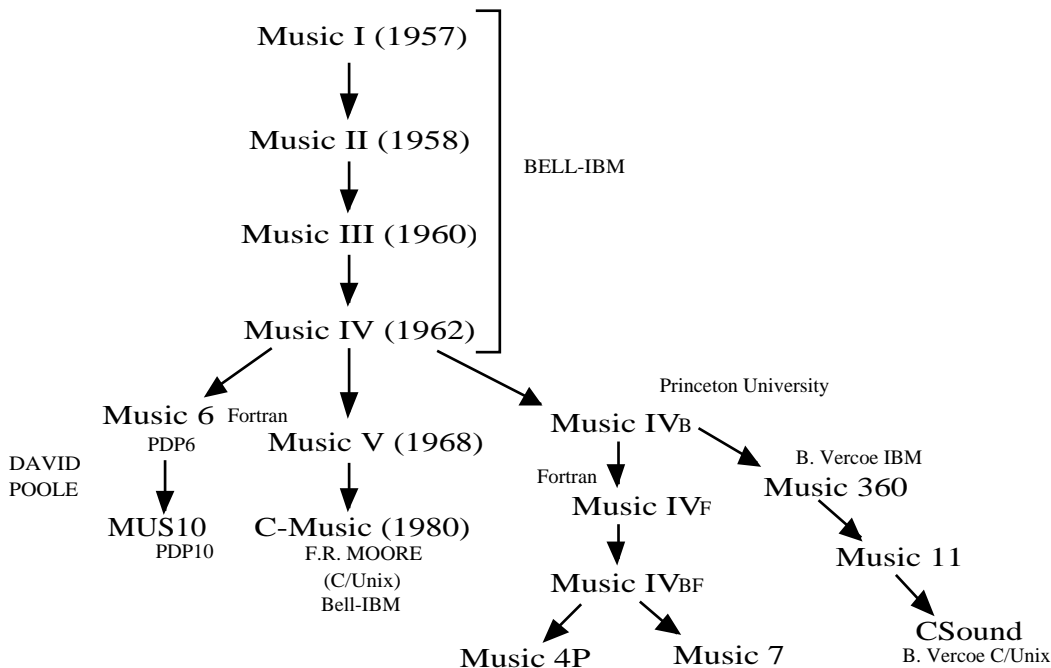 Music I (1957)
Music II (1958)
BELL-IBM
Music III (1960)
Music IV (1962)
Princeton University
Music 6 Fortran
PDP6
Music V (1968)
Music IVB
DAVID
POOLE
B. Vercoe IBM
Fortran
Music 360
Music IVF
MUS10
PDP10
C-Music (1980)
F.R. MOORE
(C/Unix)
Bell-IBM
Music 11
Music IVBF
CSound
B. Vercoe C/Unix
Music 4P
Music 7